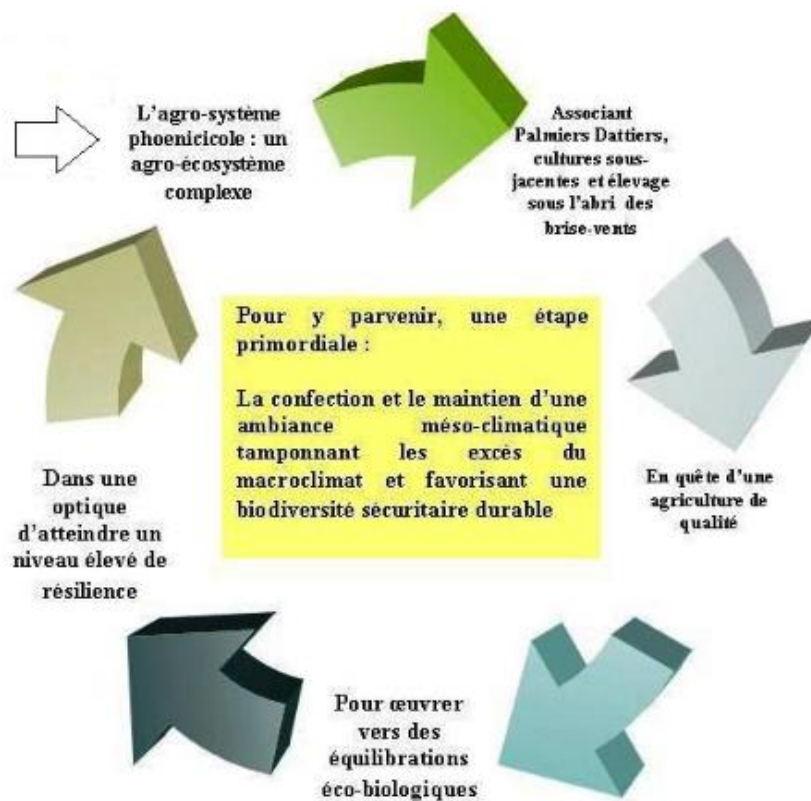 L'agro-système
phoenicicole : un
agro-écosystème
complexe
Associant
Palmiers Dattiers,
cultures sous-
jacentes et élevage
sous l'abri des
brise-vents
En quête d'une
agriculture de
qualité
Pour œuvrer
vers des
équilibrations
éco-biologiques
Dans une
optique
d'atteindre un
niveau élevé de
résilience
Pour y parvenir, une étape
primordiale :
La confection et le maintien d'une
ambiance méso-climatique
tamponnant les excés du
macroclimat et favorisant une
biodiversité sécuritaire durable